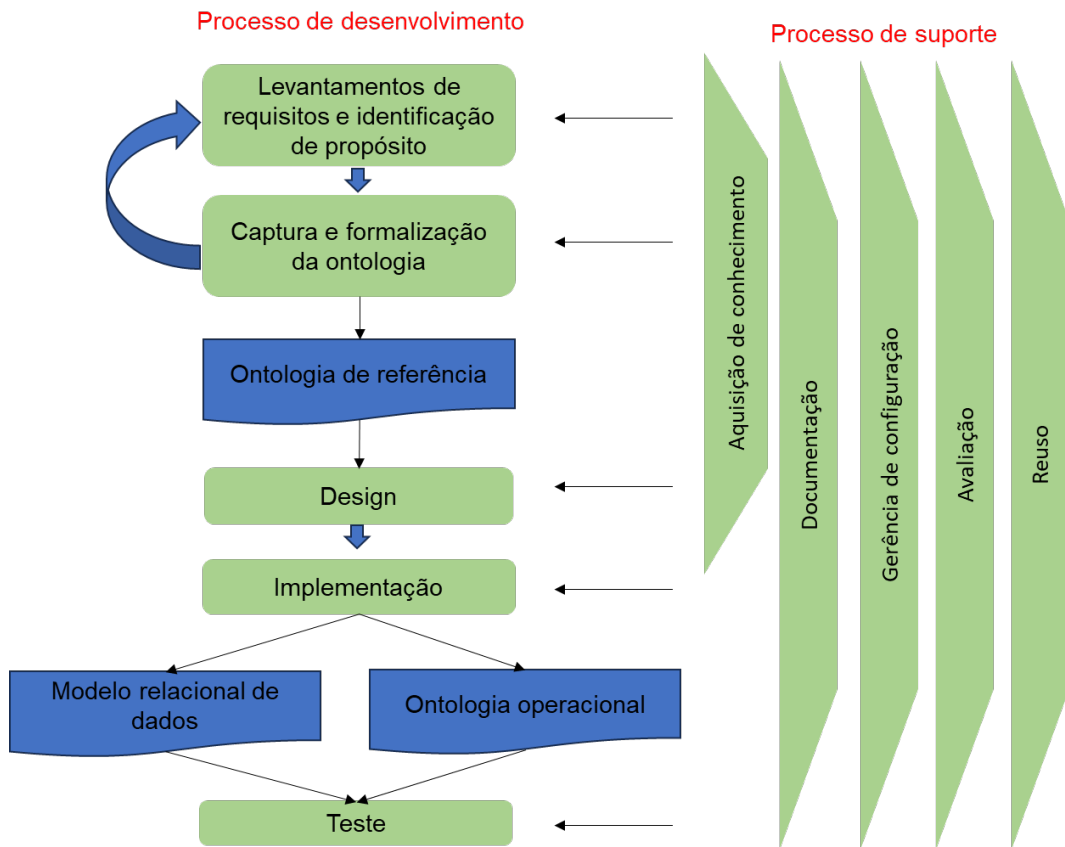 Processo de desenvolvimento
Processo de suporte
Levantamentos de
requisitos e identificação
de propósito
Captura e formalização
da ontologia
Ontologia de referência
Design
Implementação
Modelo relacional de
dados
Ontologia operacional
Teste
Aquisição de conhecimento
Documentação
Gerência de configuração
Avaliação
Reuso